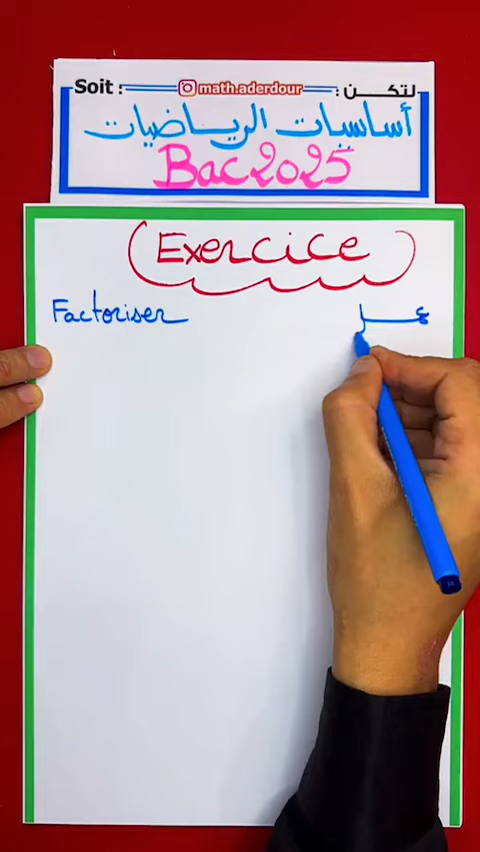 Soit : math.aderdour لتكن :
أساسيات الرياضيات
Bac2025
Exercice
Factoriser